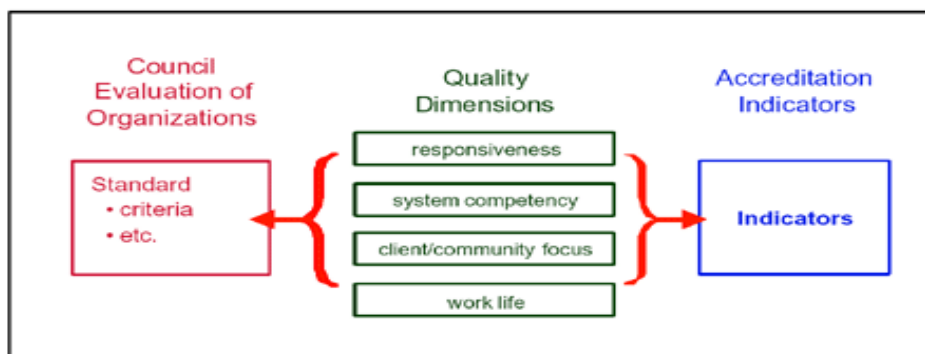 Council
Evaluation of
Organizations
Standard
• criteria
• etc.
Quality
Dimensions
responsiveness
system competency
client/community focus
work life
Accreditation
Indicators
Indicators